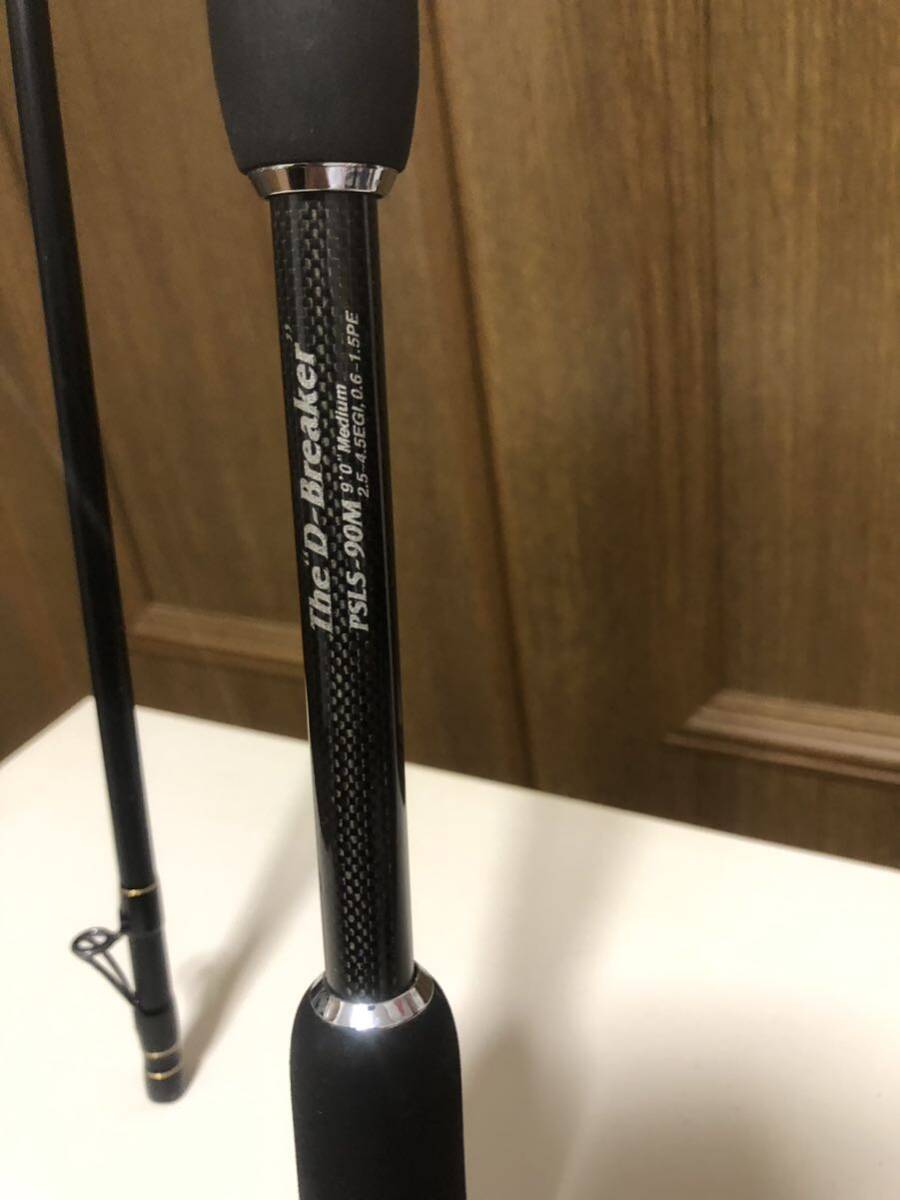 The "D-Breaker"
PSLS-90M 9'0" Medium
2.5-4.5EGI, 0.6-1.5PE